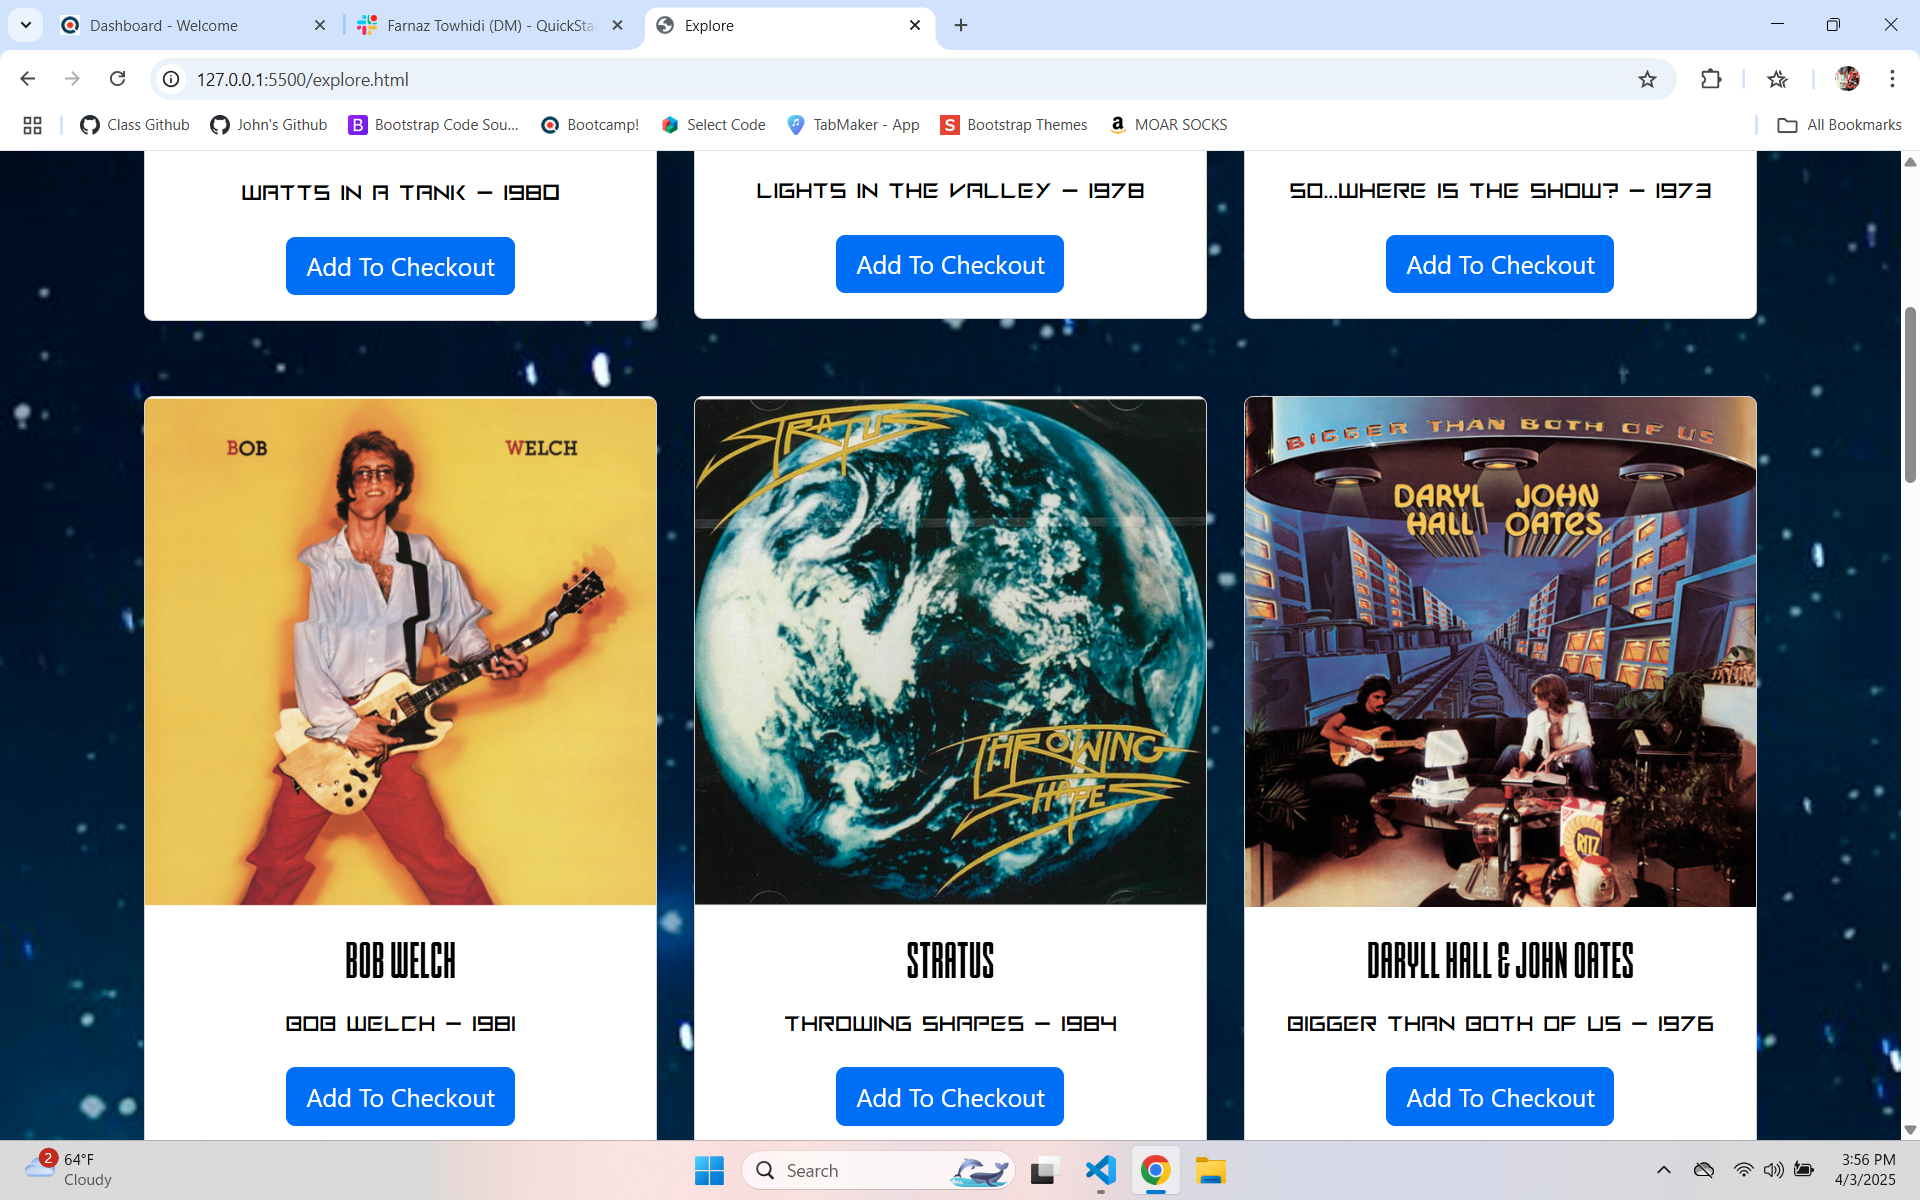 Dashboard - Welcome
Farnaz Towhidi (DM) - QuickSta
Explore
127.0.0.1:5500/explore.html
Class Github
John's Github
Bootstrap Code Sou...
Bootcamp!
Select Code
TabMaker - App
Bootstrap Themes
MOAR SOCKS
All Bookmarks
WATTS IN A TANK - 1980
LIGHTS IN THE VALLEY - 1978
SO...WHERE IS THE SHOW? - 1973
Add To Checkout
Add To Checkout
Add To Checkout
BOB WELCH
STRATUS
THROWING SHAPES
BIGGER THAN BOTH OF US
DARYL HALL JOHN OATES
RITZ
BOB WELCH
STRATUS
DARYLL HALL & JOHN OATES
BOB WELCH - 1981
THROWING SHAPES - 1984
BIGGER THAN BOTH OF US - 1976
Add To Checkout
Add To Checkout
Add To Checkout
2
64°F
Cloudy
Search
3:56 PM
4/3/2025